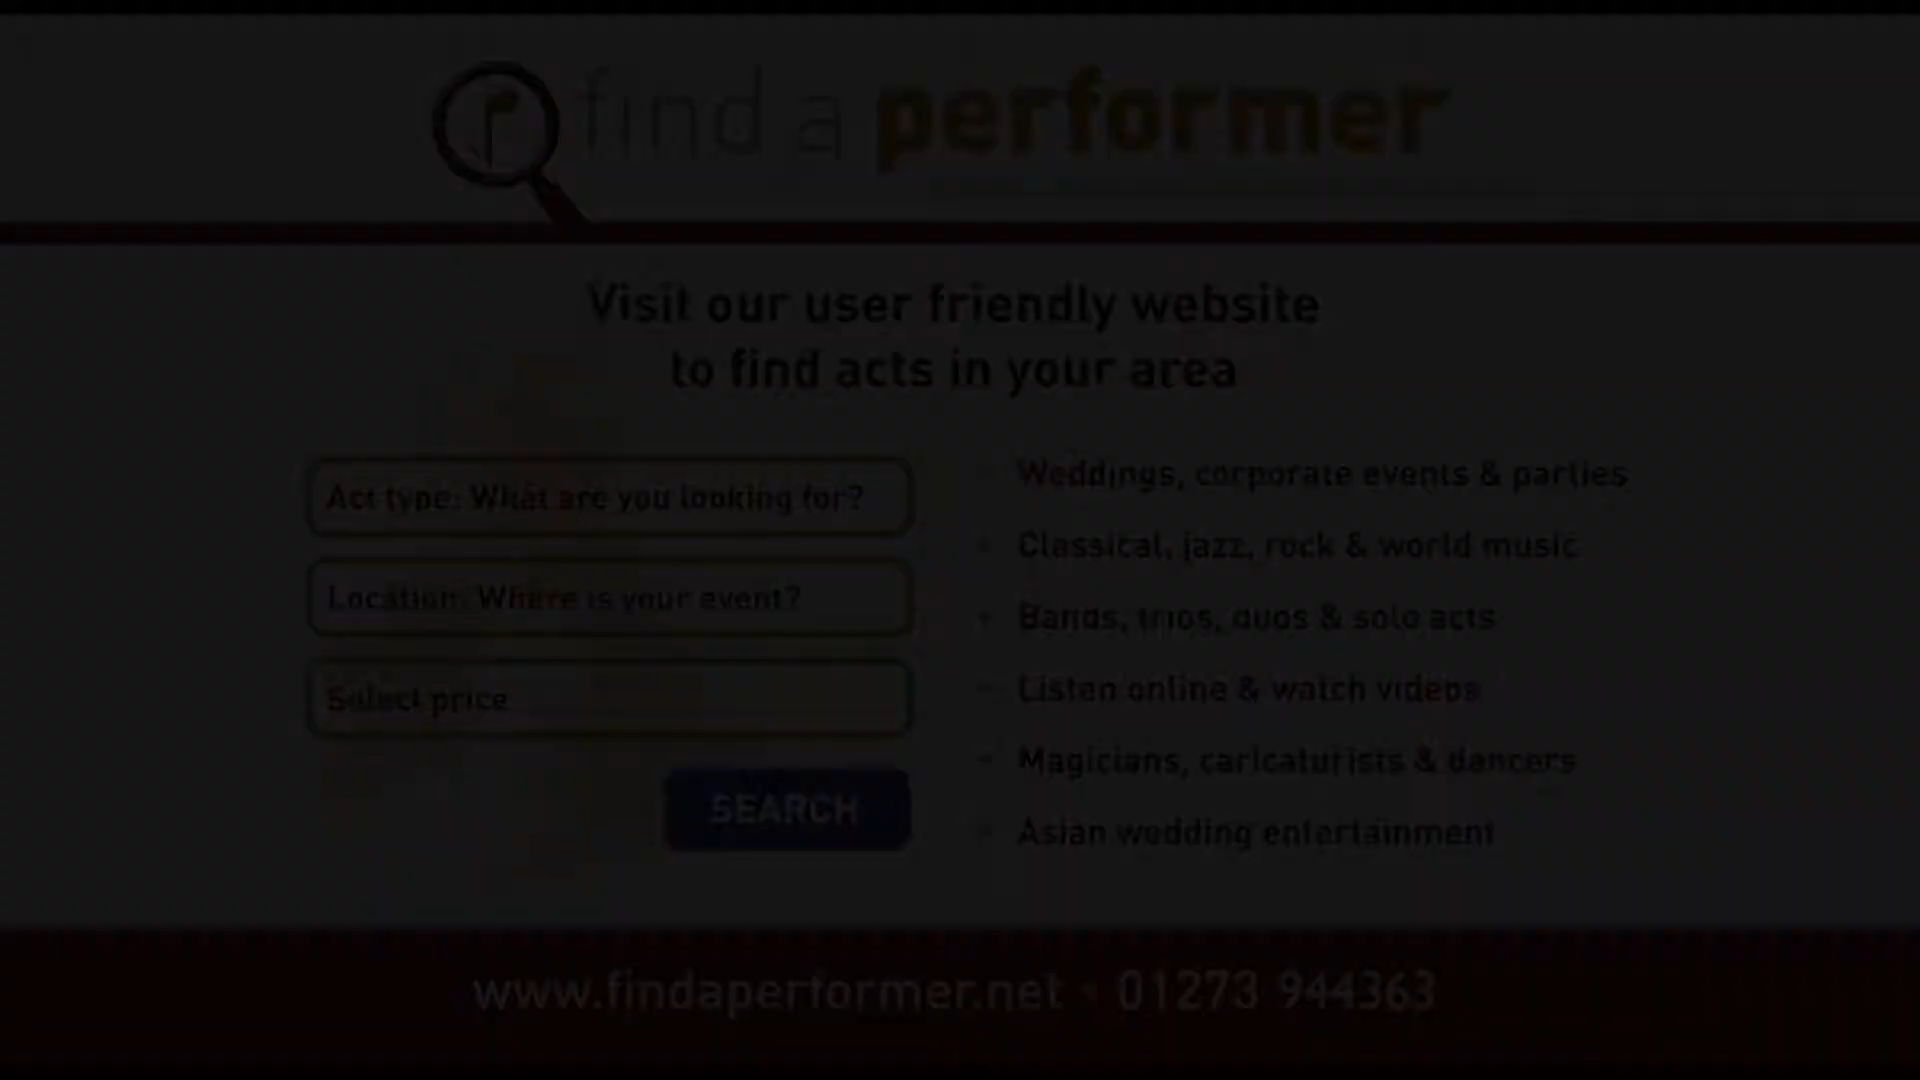 find a performer
Visit our user friendly website
to find acts in your area
Act type: What are you looking for?
Location: Where is your event?
Select price
SEARCH
Weddings, corporate events & parties
Classical, jazz, rock & world music
Bands, trios, duos & solo acts
Listen online & watch videos
Magicians, caricaturists & dancers
Asian wedding entertainment
www.findaperformer.net • 01273 944363